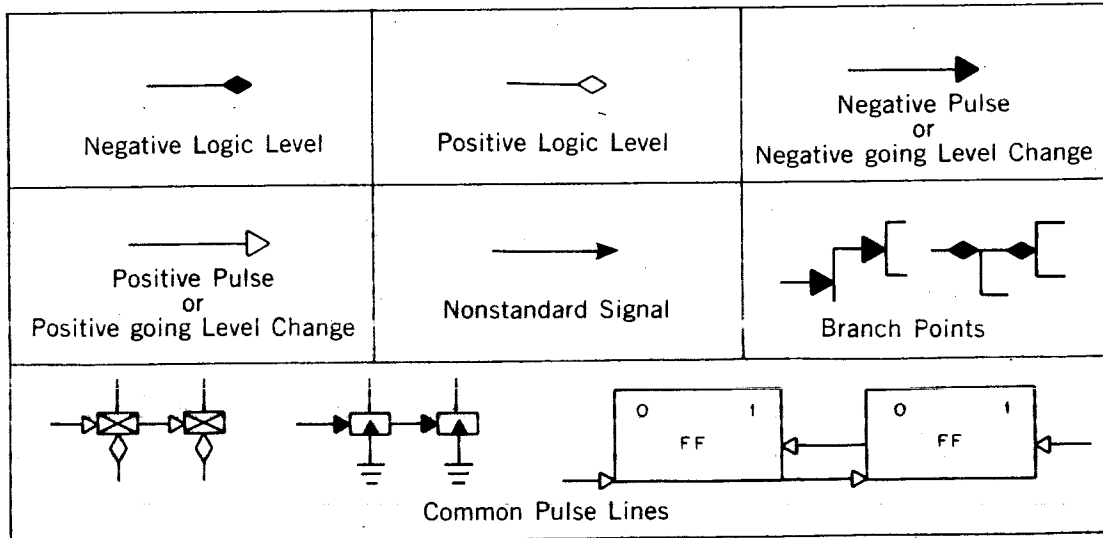 Negative Logic Level
Positive Logic Level
Negative Pulse
or
Negative going Level Change
Positive Pulse
or
Positive going Level Change
Nonstandard Signal
Branch Points
0 1
FF
0 1
FF
Common Pulse Lines